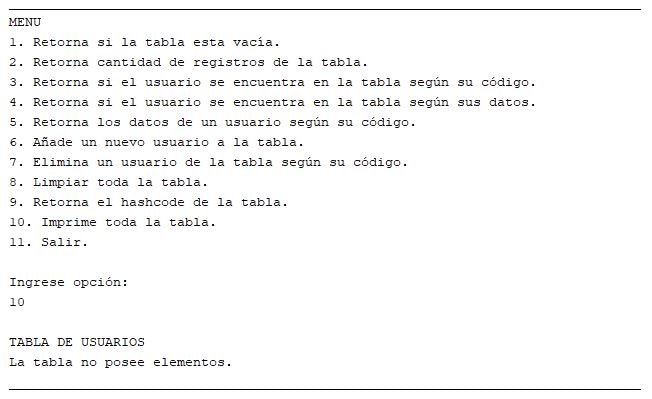 MENU
1. Retorna si la tabla esta vacía.
2. Retorna cantidad de registros de la tabla.
3. Retorna si el usuario se encuentra en la tabla según su código.
4. Retorna si el usuario se encuentra en la tabla según sus datos.
5. Retorna los datos de un usuario según su código.
6. Añade un nuevo usuario a la tabla.
7. Elimina un usuario de la tabla según su código.
8. Limpiar toda la tabla.
9. Retorna el hashcode de la tabla.
10. Imprime toda la tabla.
11. Salir.
Ingrese opción:
10
TABLA DE USUARIOS
La tabla no posee elementos.